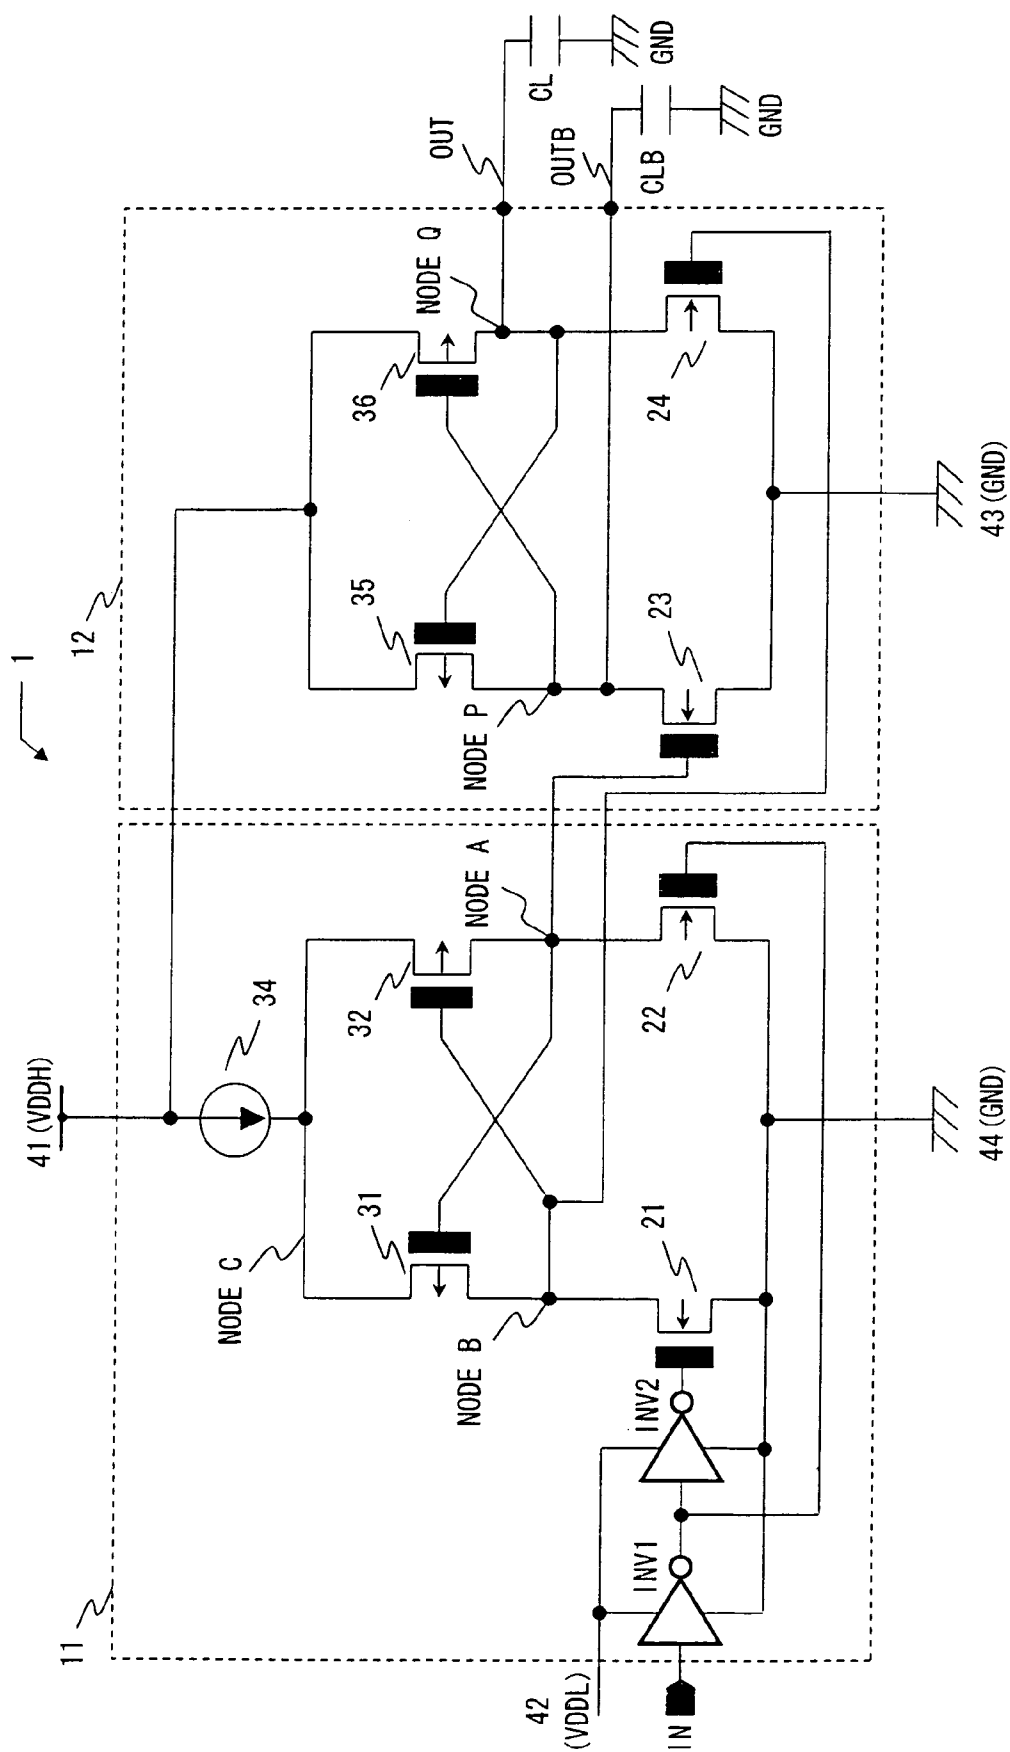 1
11
12
41 (VDDH)
34
NODE C
31
32
NODE B
NODE A
21
22
INV1
INV2
42
(VDDL)
IN
44 (GND)
35
36
NODE P
NODE Q
23
24
43 (GND)
OUT
OUTB
CL
CLB
GND
GND